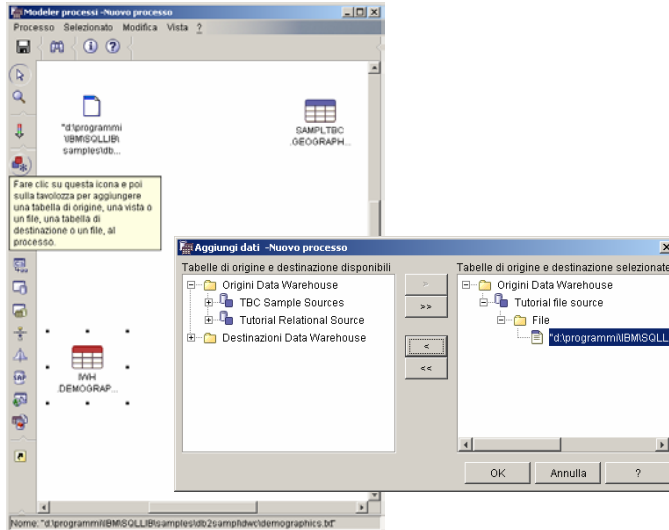 Modeler processi -Nuovo processo
Processo Selezionato Modifica Vista ?
"d:\programmi
\IBM\SQLLIB\
samples\db...
SAMPLTBC
.GEOGRAPH...
Fare clic su questa icona e poi
sulla tavolozza per aggiungere
una tabella di origine, una vista o
un file, una tabella di
destinazione o un file, al
processo.
IWH
.DEMOGRAP...
Aggiungi dati -Nuovo processo
Tabelle di origine e destinazione disponibili
Origini Data Warehouse
TBC Sample Sources
Tutorial Relational Source
Destinazioni Data Warehouse
>
>>
<
<<
Tabelle di origine e destinazione selezionate
Origini Data Warehouse
Tutorial file source
File
"d:\programmi\IBM\SQLL
OK Annulla ?
Nome: "d:\programmi\IBM\SQLLIB\samples\db2sampl\dwc\demographics.txt"